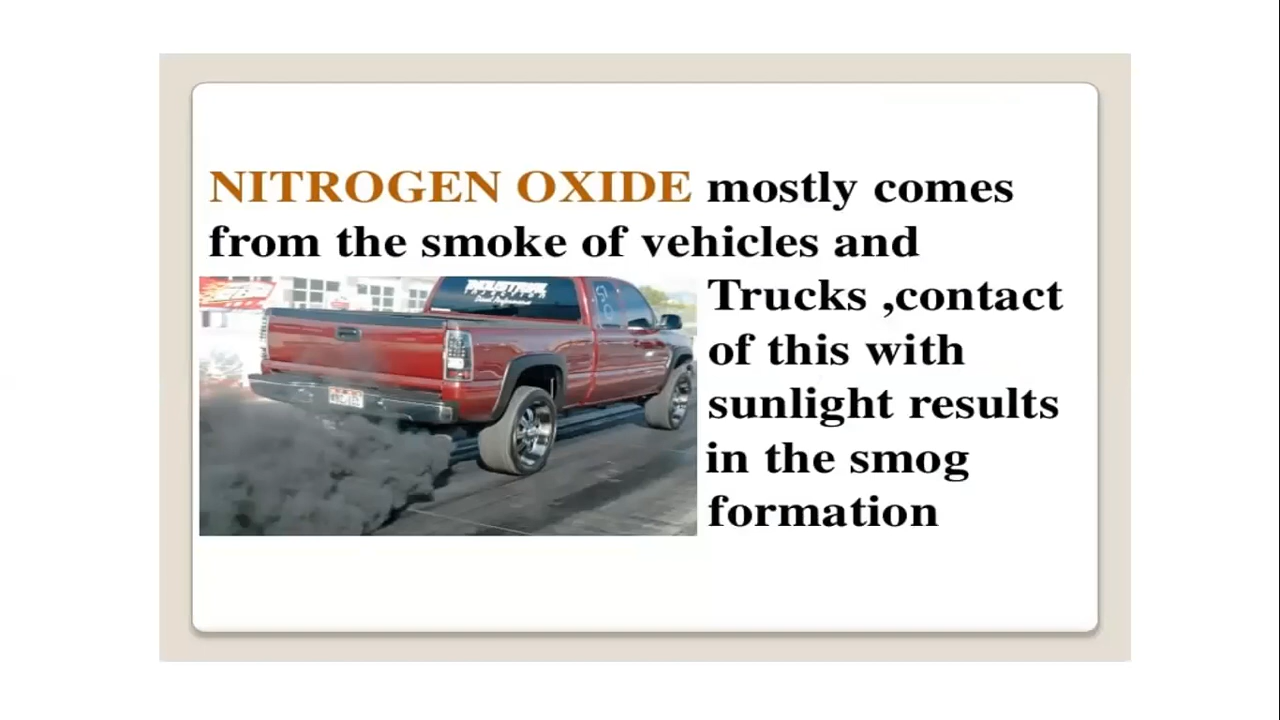 NITROGEN OXIDE mostly comes
from the smoke of vehicles and
Trucks ,contact
of this with
sunlight results
in the smog
formation
INDUSTRIAL